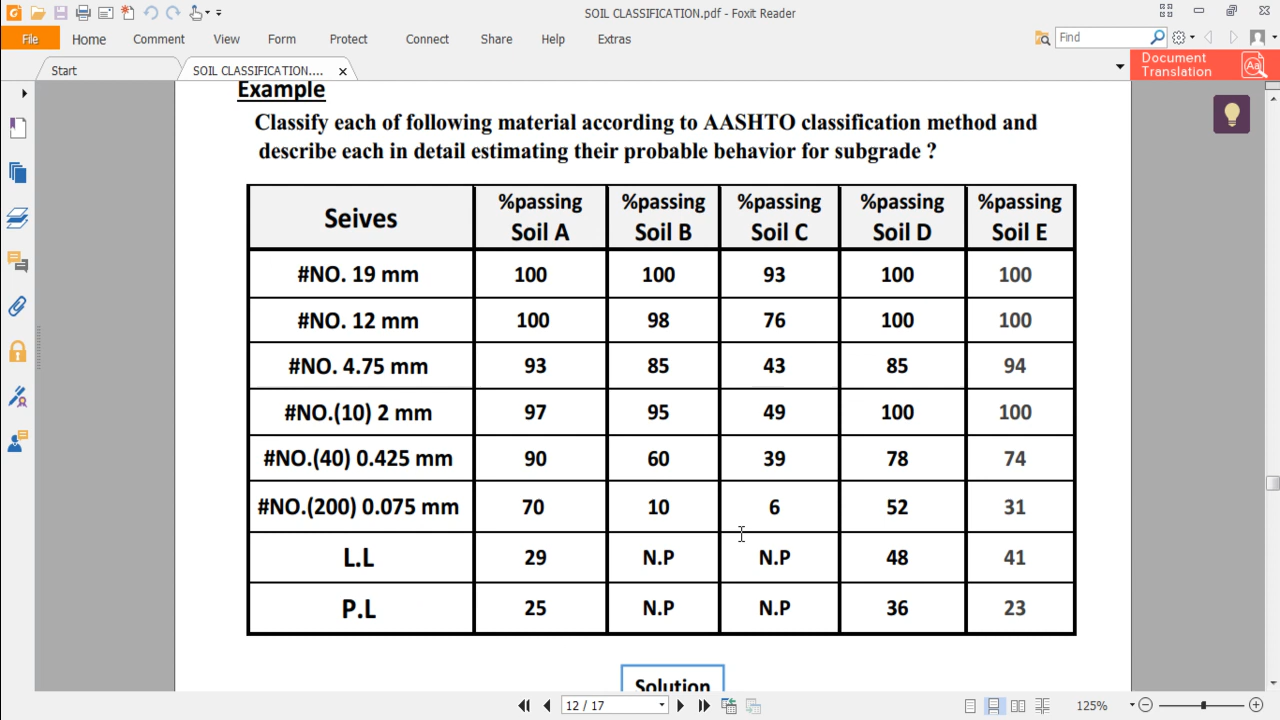 SOIL CLASSIFICATION.pdf - Foxit Reader
File Home Comment View Form Protect Connect Share Help Extras Find
Start SOIL CLASSIFICATION....
Document
Translation
Example
Classify each of following material according to AASHTO classification method and
describe each in detail estimating their probable behavior for subgrade ?
Seives %passing Soil A %passing Soil B %passing Soil C %passing Soil D %passing Soil E
#NO. 19 mm 100 100 93 100 100
#NO. 12 mm 100 98 76 100 100
#NO. 4.75 mm 93 85 43 85 94
#NO.(10) 2 mm 97 95 49 100 100
#NO.(40) 0.425 mm 90 60 39 78 74
#NO.(200) 0.075 mm 70 10 6 52 31
L.L 29 N.P N.P 48 41
P.L 25 N.P N.P 36 23
Solution
12 / 17 125%